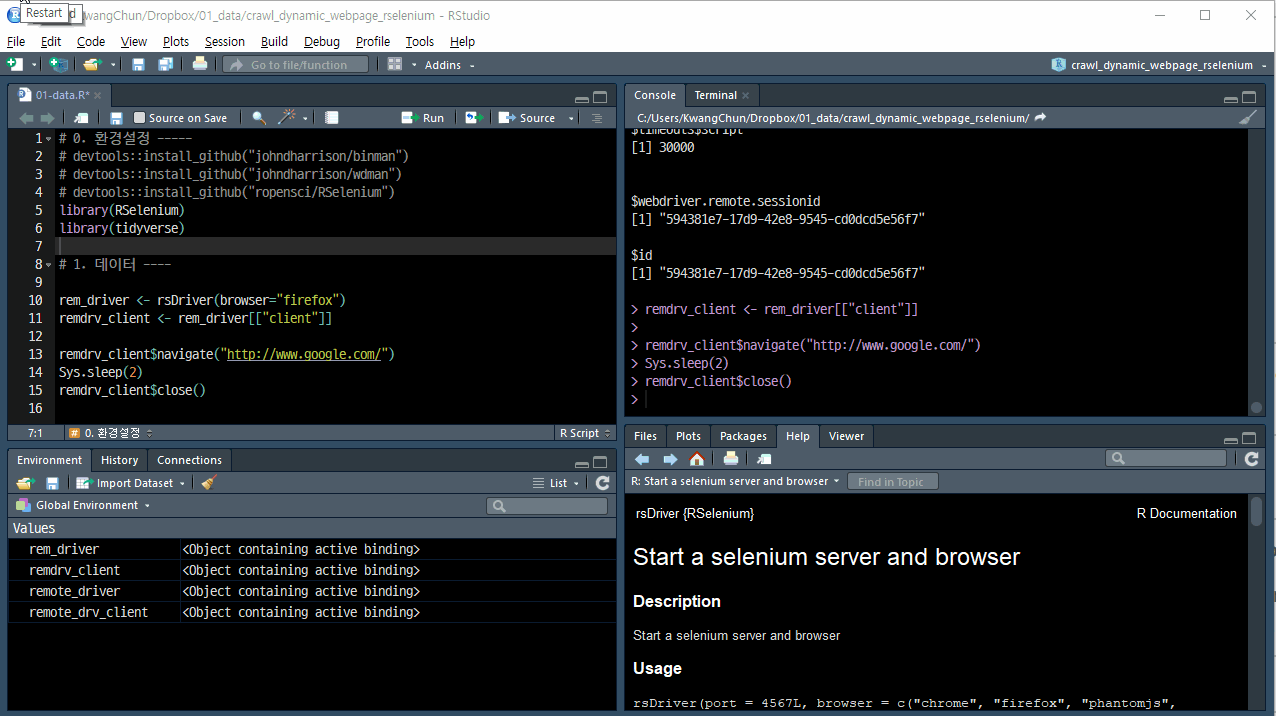 Restart
wangChun/Dropbox/01_data/crawl_dynamic_webpage_rselenium - RStudio
File Edit Code View Plots Session Build Debug Profile Tools Help
Go to file/function Addins crawl_dynamic_webpage_rselenium
01-data.R*
Source on Save Run Source
1 # 0. 환경설정 -----
2 # devtools::install_github("johndharrison/binman")
3 # devtools::install_github("johndharrison/wdman")
4 # devtools::install_github("ropensci/RSelenium")
5 library(RSelenium)
6 library(tidyverse)
7
8 # 1. 데이터 ----
9
10 rem_driver <- rsDriver(browser="firefox")
11 remdrv_client <- rem_driver[["client"]]
12
13 remdrv_client$navigate("http://www.google.com/")
14 Sys.sleep(2)
15 remdrv_client$close()
16
7:1 # 0. 환경설정 R Script
Environment History Connections
Import Dataset List
Global Environment
Values
rem_driver <Object containing active binding>
remdrv_client <Object containing active binding>
remote_driver <Object containing active binding>
remote_drv_client <Object containing active binding>
Console Terminal
C:/Users/KwangChun/Dropbox/01_data/crawl_dynamic_webpage_rselenium/
$timeouts$script
[1] 30000
$webdriver.remote.sessionid
[1] "594381e7-17d9-42e8-9545-cd0dcd5e56f7"
$id
[1] "594381e7-17d9-42e8-9545-cd0dcd5e56f7"
> remdrv_client <- rem_driver[["client"]]
>
> remdrv_client$navigate("http://www.google.com/")
> Sys.sleep(2)
> remdrv_client$close()
>
Files Plots Packages Help Viewer
R: Start a selenium server and browser Find in Topic
rsDriver {RSelenium} R Documentation
Start a selenium server and browser
Description
Start a selenium server and browser
Usage
rsDriver(port = 4567L, browser = c("chrome", "firefox", "phantomjs",